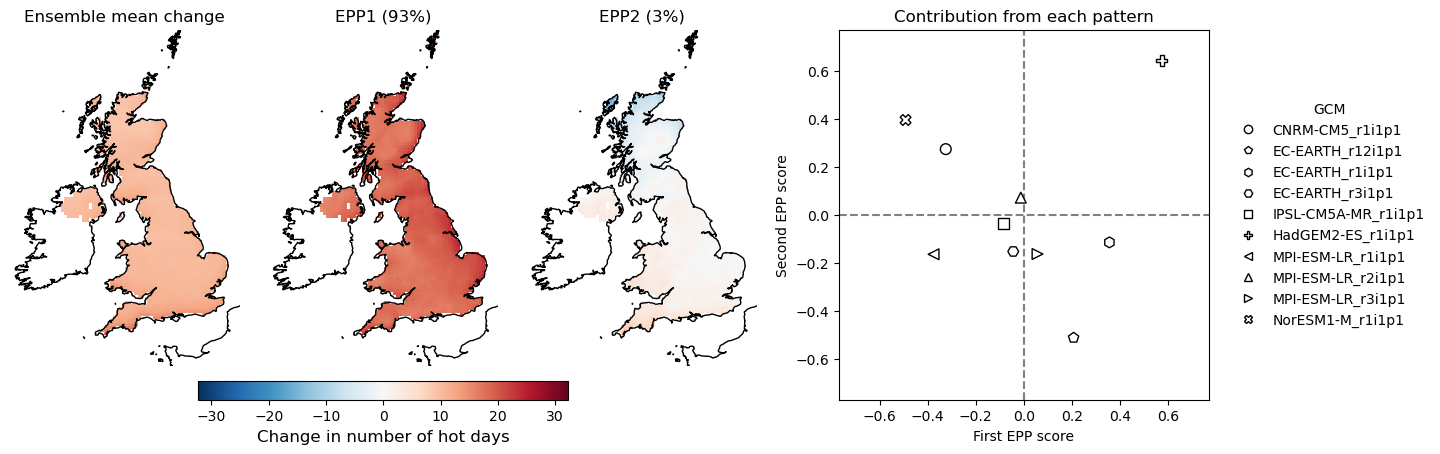 Ensemble mean change
EPP1 (93%)
EPP2 (3%)
−30 −20 −10 0 10 20 30
Change in number of hot days
Contribution from each pattern
Second EPP score
0.6
0.4
0.2
0.0
−0.2
−0.4
−0.6
−0.6 −0.4 −0.2 0.0 0.2 0.4 0.6
First EPP score
GCM
CNRM-CM5_r1i1p1
EC-EARTH_r12i1p1
EC-EARTH_r1i1p1
EC-EARTH_r3i1p1
IPSL-CM5A-MR_r1i1p1
HadGEM2-ES_r1i1p1
MPI-ESM-LR_r1i1p1
MPI-ESM-LR_r2i1p1
MPI-ESM-LR_r3i1p1
NorESM1-M_r1i1p1